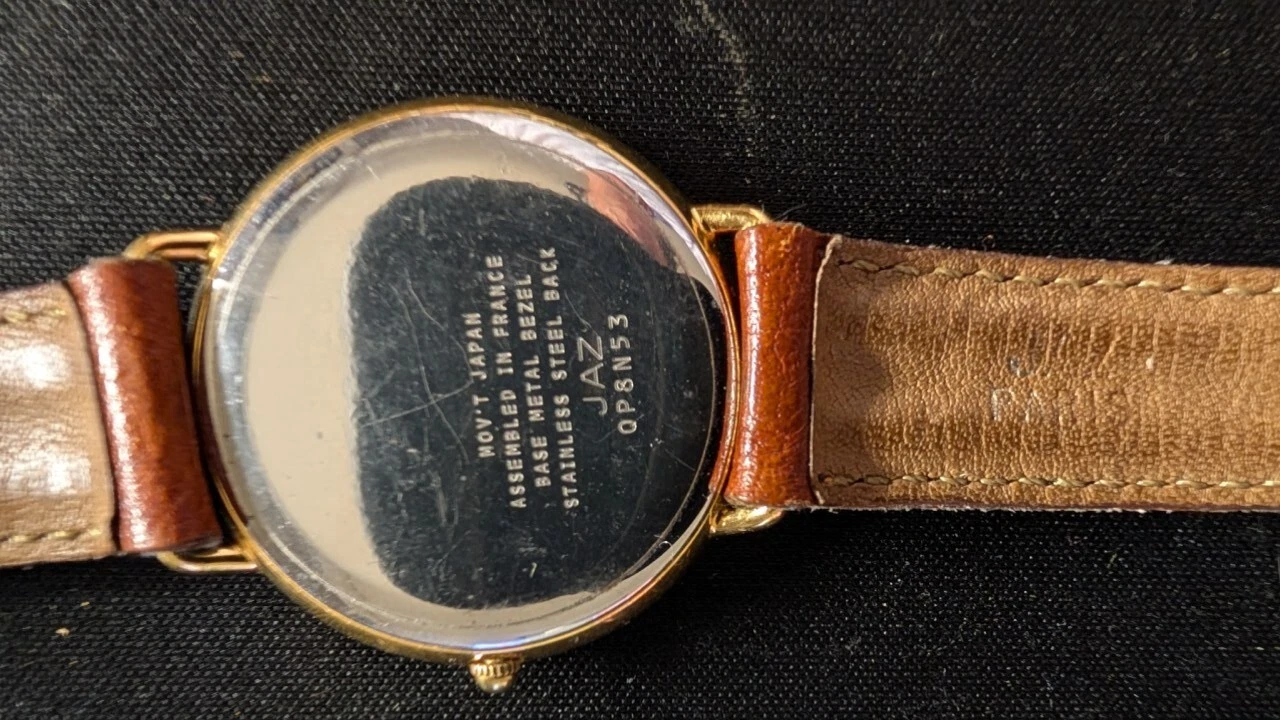 MOV'T JAPAN
ASSEMBLED IN FRANCE
BASE METAL BEZEL
STAINLESS STEEL BACK
JAZ
QP8N53